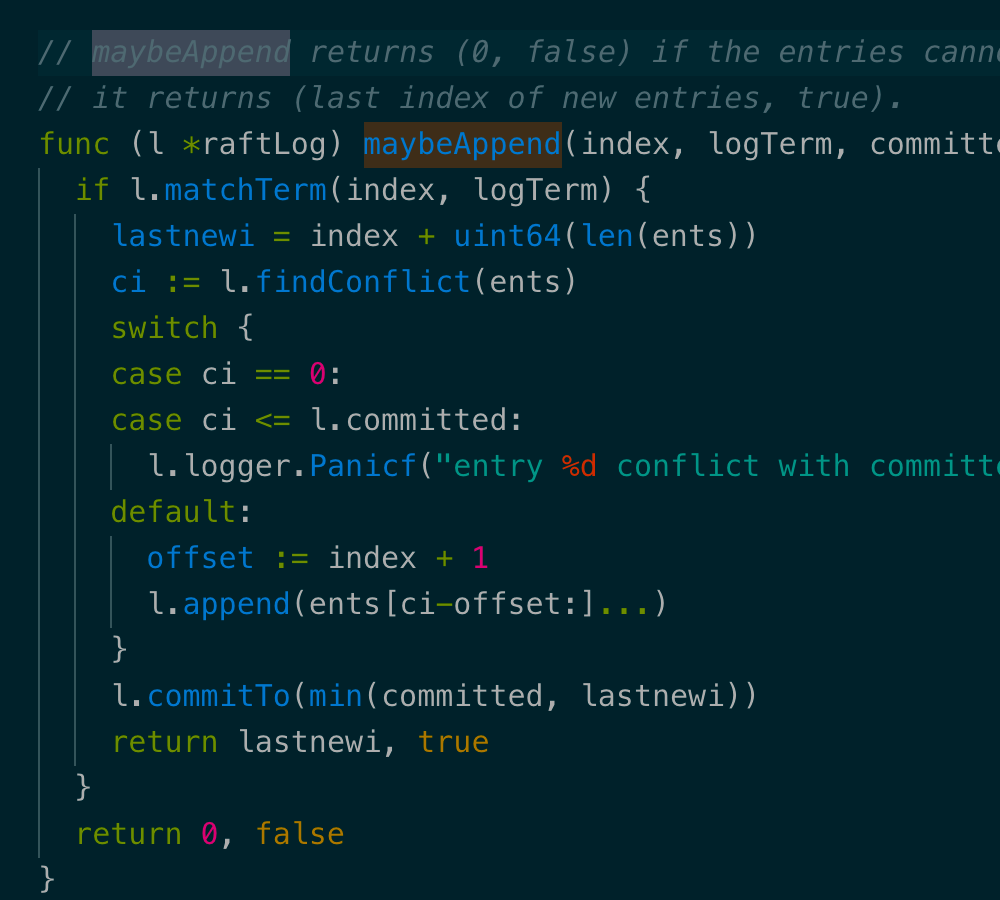 // maybeAppend returns (0, false) if the entries
// it returns (last index of new entries, true).
func (l *raftLog) maybeAppend(index, logTerm,
if l.matchTerm(index, logTerm) {
lastnewi = index + uint64(len(ents))
ci := l.findConflict(ents)
switch {
case ci == 0:
case ci <= l.committed:
l.logger.Panicf("entry %d conflict with
default:
offset := index + 1
l.append(ents[ci-offset:]...)
}
l.commitTo(min(committed, lastnewi))
return lastnewi, true
}
return 0, false
}